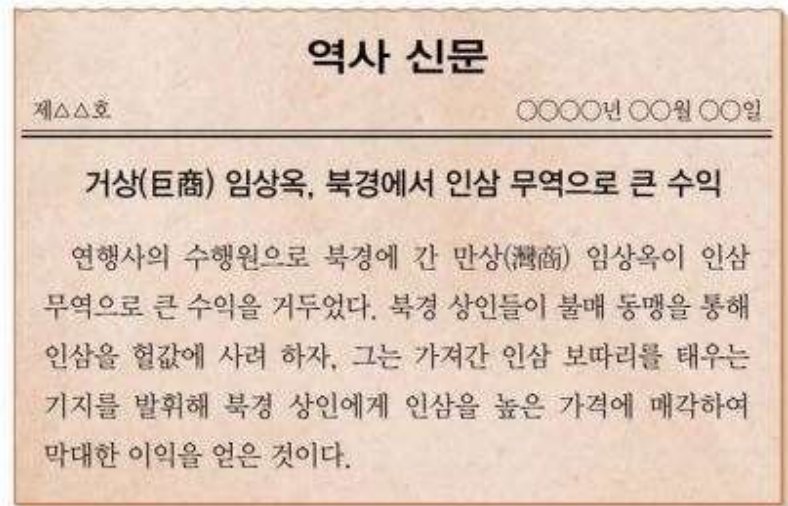 역사 신문
제△△호 ○○○○년 ○○월 ○○일
거상(巨商) 임상옥, 북경에서 인삼 무역으로 큰 수익
연행사의 수행원으로 북경에 간 만상(灣商) 임상옥이 인삼
무역으로 큰 수익을 거두었다. 북경 상인들이 불매 동맹을 통해
인삼을 헐값에 사려 하자, 그는 가져간 인삼 보따리를 태우는
기지를 발휘해 북경 상인에게 인삼을 높은 가격에 매각하여
막대한 이익을 얻은 것이다.